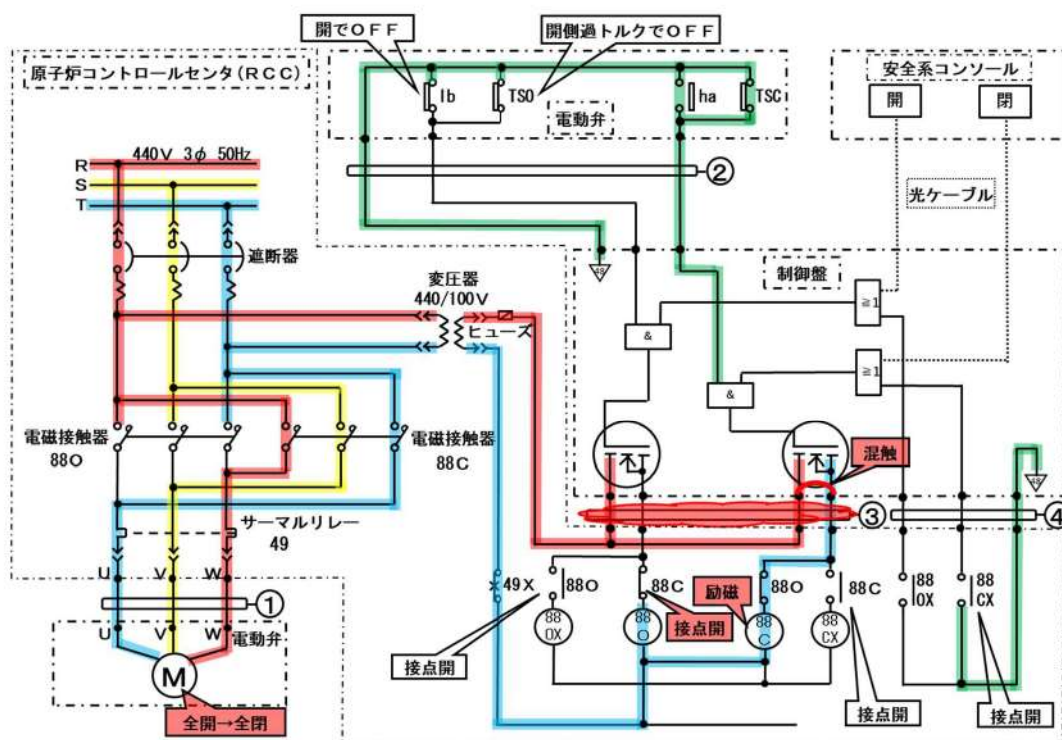 開でＯＦＦ
開側過トルクでＯＦＦ
原子炉コントロールセンタ(ＲＣＣ)
lb
TSO
ha
TSC
電動弁
安全系コンソール
開
閉
440V 3φ 50Hz
R
S
T
②
光ケーブル
遮断器
48
制御盤
変圧器
440/100V
ヒューズ
≧1
&
≧1
&
電磁接触器
88O
電磁接触器
88C
混触
48
サーマルリレー
49
③
④
U
V
W
49X
88O
88C
励磁
88O
88C
88
OX
88
CX
①
U
V
W
電動弁
88
OX
88
O
接点開
88
C
88
CX
M
接点開
接点開
接点開
全開→全閉